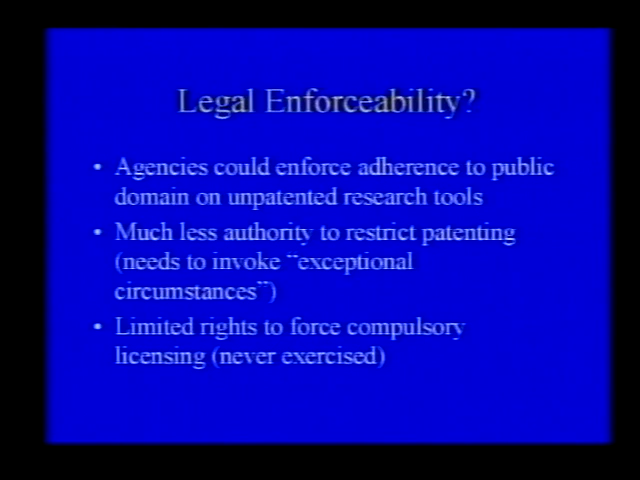 Legal Enforceability?
• Agencies could enforce adherence to public
domain on unpatented research tools
• Much less authority to restrict patenting
(needs to invoke “exceptional
circumstances”)
• Limited rights to force compulsory
licensing (never exercised)